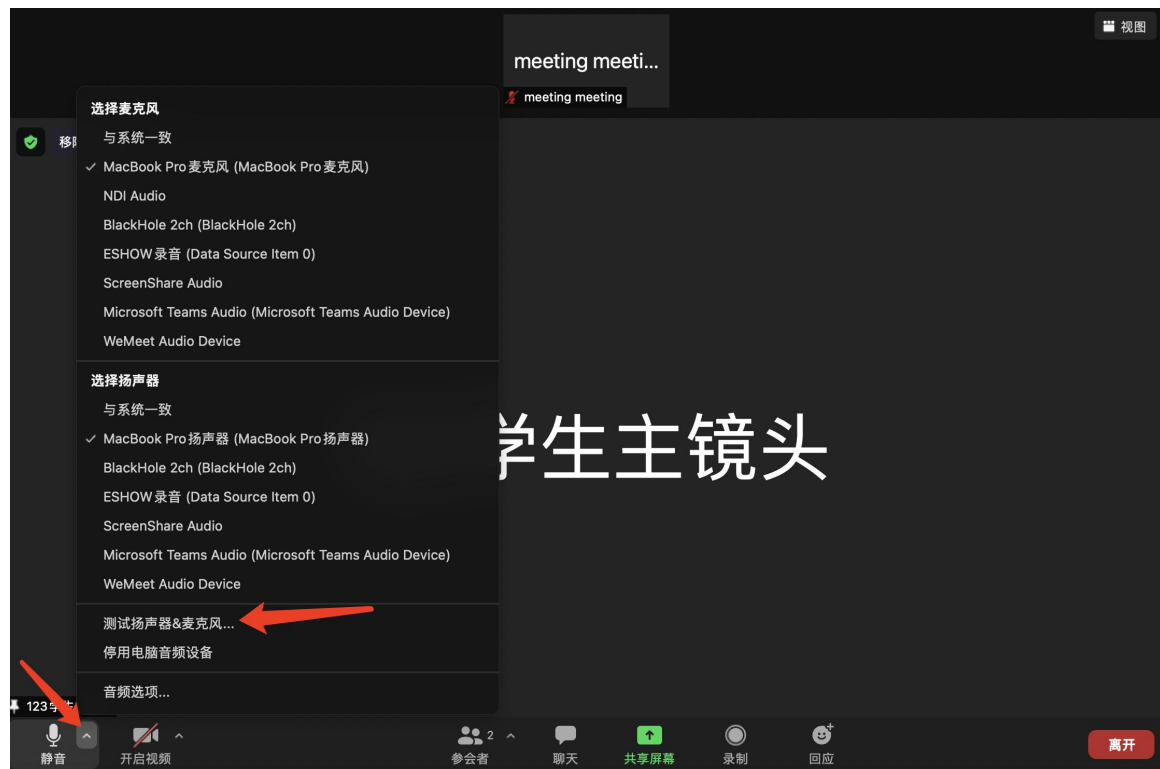 视图
meeting meeti...
meeting meeting
选择麦克风
与系统一致
MacBook Pro麦克风 (MacBook Pro麦克风)
NDI Audio
BlackHole 2ch (BlackHole 2ch)
ESHOW录音 (Data Source Item 0)
ScreenShare Audio
Microsoft Teams Audio (Microsoft Teams Audio Device)
WeMeet Audio Device
选择扬声器
与系统一致
MacBook Pro扬声器 (MacBook Pro扬声器)
BlackHole 2ch (BlackHole 2ch)
ESHOW录音 (Data Source Item 0)
ScreenShare Audio
Microsoft Teams Audio (Microsoft Teams Audio Device)
WeMeet Audio Device
测试扬声器&麦克风...
停用电脑音频设备
音频选项...
学生主镜头
123
静音
开启视频
2
参会者
聊天
共享屏幕
录制
回应
离开